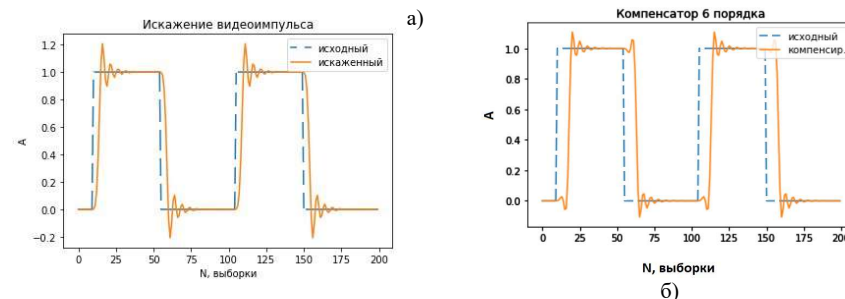 Искажение видеоимпульса
исходный
искаженный
A
1.2
1.0
0.8
0.6
0.4
0.2
0.0
−0.2
0 25 50 75 100 125 150 175 200
N, выборки
а)
Компенсатор 6 порядка
исходный
компенсир.
A
1.0
0.8
0.6
0.4
0.2
0.0
0 25 50 75 100 125 150 175 200
N, выборки
б)